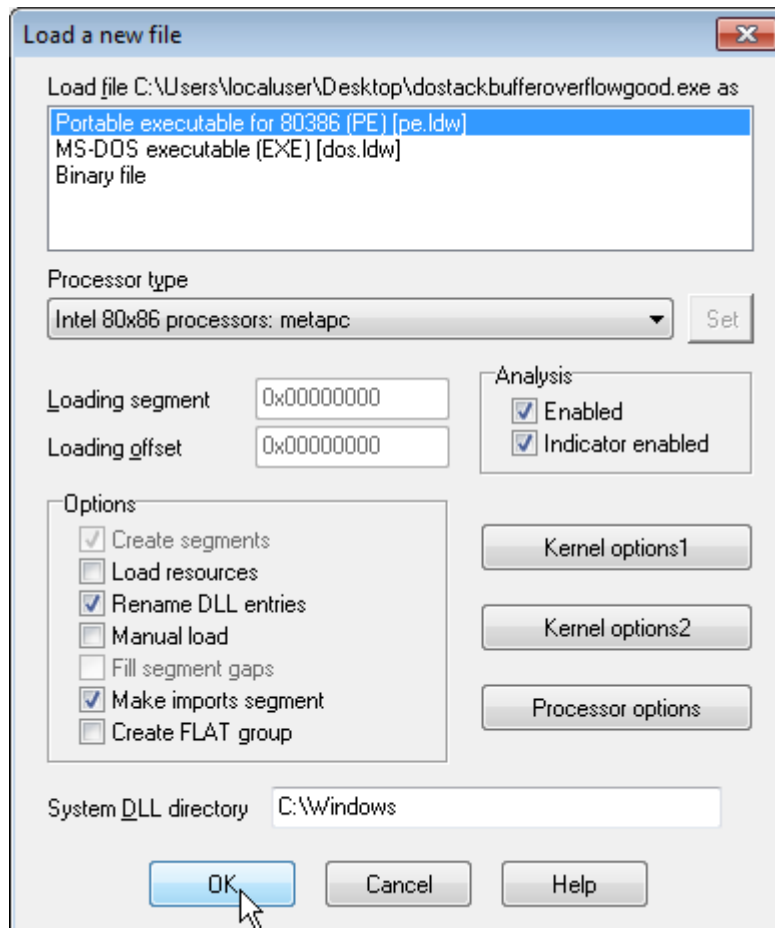 Load a new file
Load file C:\Users\localuser\Desktop\dostackbufferoverflowgood.exe as
Portable executable for 80386 (PE) [pe.ldw]
MS-DOS executable (EXE) [dos.ldw]
Binary file
Processor type
Intel 80x86 processors: metapc
Set
Loading segment
0x00000000
Loading offset
0x00000000
Analysis
Enabled
Indicator enabled
Options
Create segments
Load resources
Rename DLL entries
Manual load
Fill segment gaps
Make imports segment
Create FLAT group
Kernel options1
Kernel options2
Processor options
System DLL directory
C:\Windows
OK
Cancel
Help